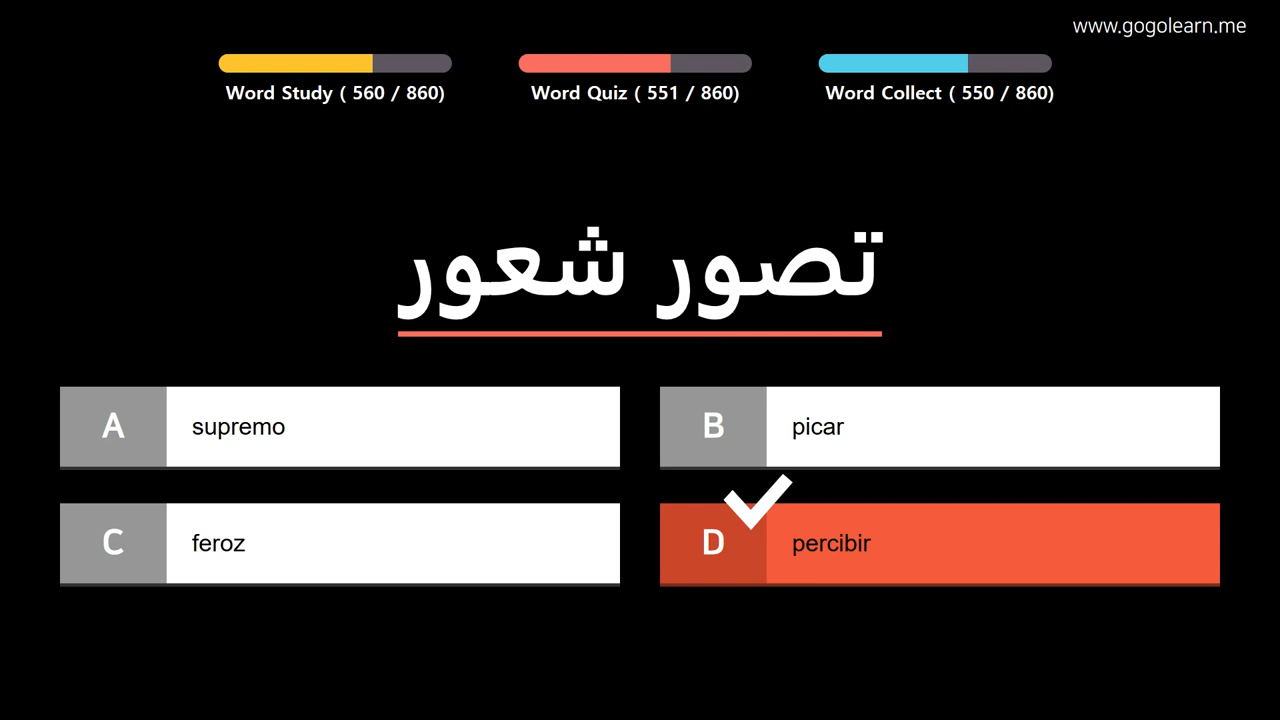 www.gogolearn.me
Word Study ( 560 / 860)
Word Quiz ( 551 / 860)
Word Collect ( 550 / 860)
تصور شعور
A supremo
B picar
C feroz
D percibir